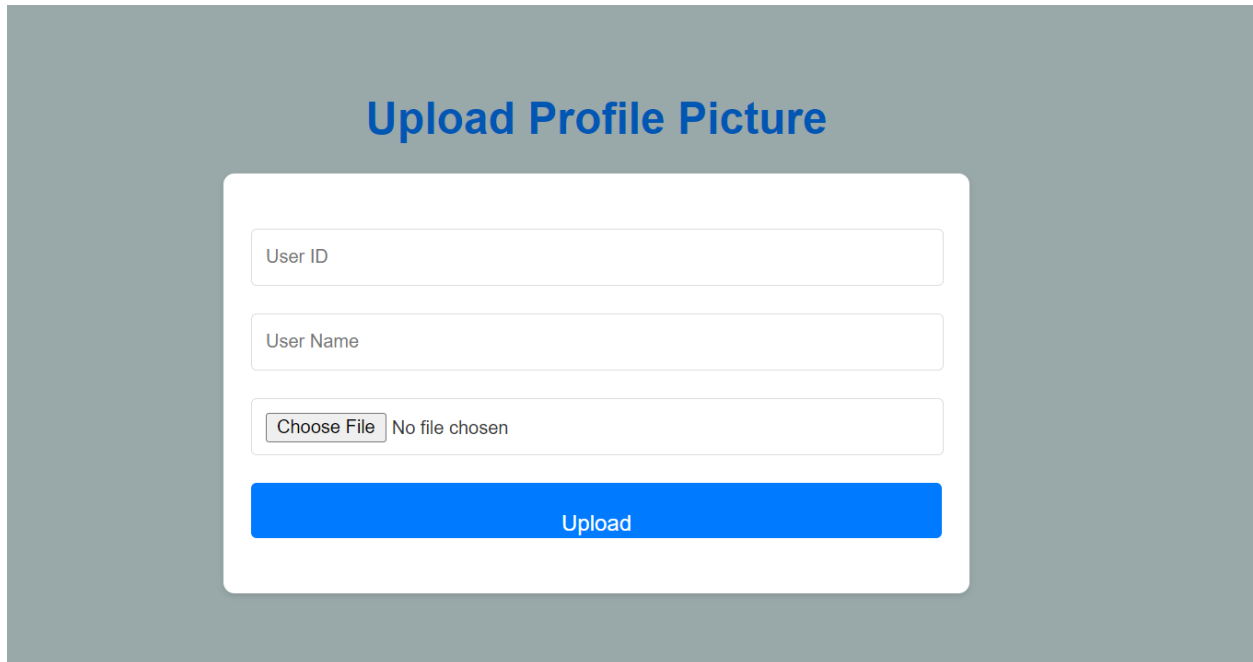 Upload Profile Picture
User ID
User Name
Choose File No file chosen
Upload